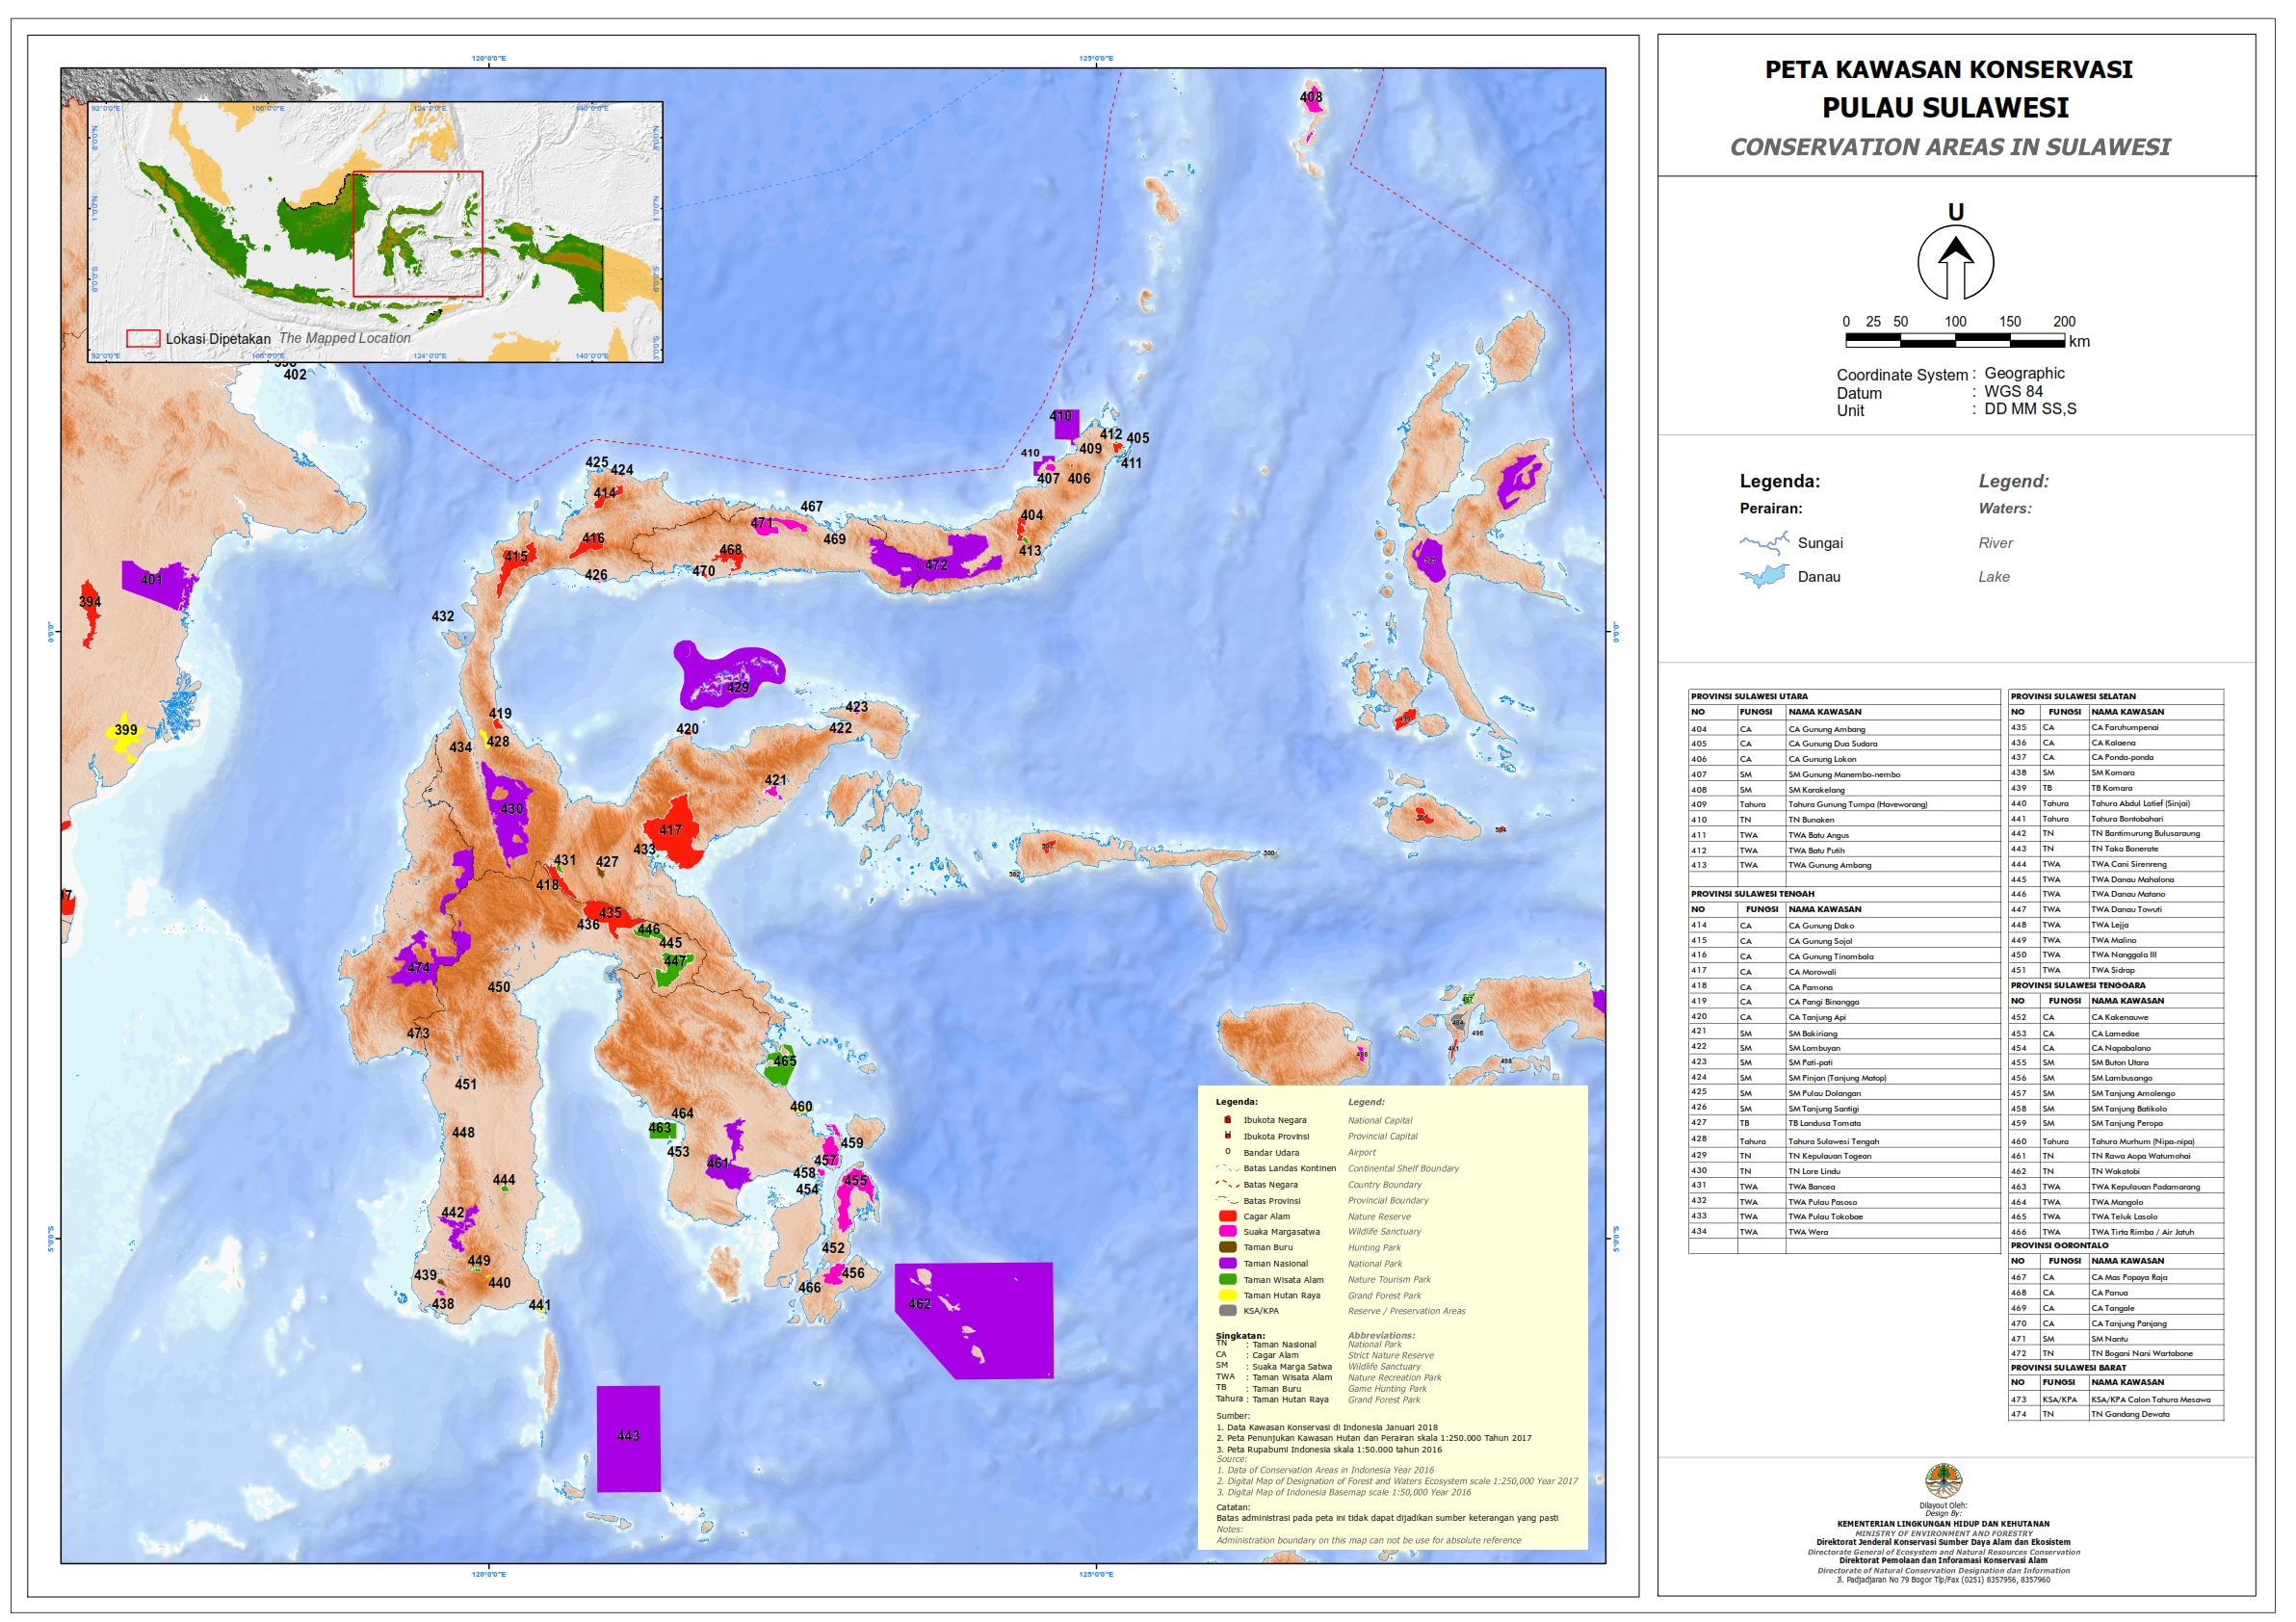 PETA KAWASAN KONSERVASI
PULAU SULAWESI
CONSERVATION AREAS IN SULAWESI
U
0 25 50 100 150 200
km
Coordinate System : Geographic
Datum : WGS 84
Unit : DD MM SS,S
Legenda: Legend:
Perairan: Waters:
Sungai River
Danau Lake
PROVINSI SULAWESI UTARA
NO FUNGSI NAMA KAWASAN
404 CA CA Gunung Ambang
405 CA CA Gunung Dua Sudara
406 CA CA Gunung Lokon
407 SM SM Gunung Manembo-nembo
408 SM SM Karakelang
409 Tahura Tahura Gunung Tumpa (Haveworang)
410 TN TN Bunaken
411 TWA TWA Batu Angus
412 TWA TWA Batu Putih
413 TWA TWA Gunung Ambang
PROVINSI SULAWESI TENGAH
NO FUNGSI NAMA KAWASAN
414 CA CA Gunung Dako
415 CA CA Gunung Sojol
416 CA CA Gunung Tinombala
417 CA CA Morowali
418 CA CA Pamona
419 CA CA Pangi Binangga
420 CA CA Tanjung Api
421 SM SM Bakiriang
422 SM SM Lombuyan
423 SM SM Pati-pati
424 SM SM Pinjan (Tanjung Matop)
425 SM SM Pulau Dolangan
426 SM SM Tanjung Santigi
427 TB TB Landusa Tomata
428 Tahura Tahura Sulawesi Tengah
429 TN TN Kepulauan Togean
430 TN TN Lore Lindu
431 TWA TWA Bancea
432 TWA TWA Pulau Pasoso
433 TWA TWA Pulau Tokobae
434 TWA TWA Wera
PROVINSI SULAWESI SELATAN
NO FUNGSI NAMA KAWASAN
435 CA CA Faruhumpenai
436 CA CA Kalaena
437 CA CA Ponda-ponda
438 SM SM Komara
439 TB TB Komara
440 Tahura Tahura Abdul Latief (Sinjai)
441 Tahura Tahura Bontobahari
442 TN TN Bantimurung Bulusaraung
443 TN TN Taka Bonerate
444 TWA TWA Cani Sirenreng
445 TWA TWA Danau Mahalona
446 TWA TWA Danau Matano
447 TWA TWA Danau Towuti
448 TWA TWA Lejja
449 TWA TWA Malino
450 TWA TWA Nanggala III
451 TWA TWA Sidrap
PROVINSI SULAWESI TENGGARA
NO FUNGSI NAMA KAWASAN
452 CA CA Kakenauwe
453 CA CA Lamedae
454 CA CA Napabalano
455 SM SM Buton Utara
456 SM SM Lambusango
457 SM SM Tanjung Amolengo
458 SM SM Tanjung Batikolo
459 SM SM Tanjung Peropa
460 Tahura Tahura Murhum (Nipa-nipa)
461 TN TN Rawa Aopa Watumohai
462 TN TN Wakatobi
463 TWA TWA Kepulauan Padamarang
464 TWA TWA Mangolo
465 TWA TWA Teluk Lasolo
466 TWA TWA Tirta Rimba / Air Jatuh
PROVINSI GORONTALO
NO FUNGSI NAMA KAWASAN
467 CA CA Mas Popaya Raja
468 CA CA Panua
469 CA CA Tangale
470 CA CA Tanjung Panjang
471 SM SM Nantu
472 TN TN Bogani Nani Wartabone
PROVINSI SULAWESI BARAT
NO FUNGSI NAMA KAWASAN
473 KSA/KPA KSA/KPA Calon Tahura Mesawa
474 TN TN Gandang Dewata
Dilayout Oleh:
Design By:
KEMENTERIAN LINGKUNGAN HIDUP DAN KEHUTANAN
MINISTRY OF ENVIRONMENT AND FORESTRY
Direktorat Jenderal Konservasi Sumber Daya Alam dan Ekosistem
Directorate General of Ecosystem and Natural Resources Conservation
Direktorat Pemolaan dan Inforamasi Konservasi Alam
Directorate of Natural Conservation Designation dan Information
Jl. Padjadjaran No 79 Bogor Tlp/Fax (0251) 8357956, 8357960
Lokasi Dipetakan The Mapped Location
120°0'0"E 125°0'0"E
0°0'0"
5°0'0"S
120°0'0"E 125°0'0"E
408
402
410
412 405
409
411
410
407 406
425 424
414
467
471
404
469
413
416
415
468
472
470
426
401
394
432
429
419
428
434
420
423
422
399
421
430
417
433
431
427
418
435
436
446
445
447
474
450
473
465
451
460
464
463
448
453
459
457
461
458
454
455
444
442
452
449
456
439
440
466
438
441
462
443
Legenda: Legend:
Ibukota Negara National Capital
Ibukota Provinsi Provincial Capital
Bandar Udara Airport
Batas Landas Kontinen Continental Shelf Boundary
Batas Negara Country Boundary
Batas Provinsi Provincial Boundary
Cagar Alam Nature Reserve
Suaka Margasatwa Wildlife Sanctuary
Taman Buru Hunting Park
Taman Nasional National Park
Taman Wisata Alam Nature Tourism Park
Taman Hutan Raya Grand Forest Park
KSA/KPA Reserve / Preservation Areas
Singkatan: Abbreviations:
TN : Taman Nasional National Park
CA : Cagar Alam Strict Nature Reserve
SM : Suaka Marga Satwa Wildlife Sanctuary
TWA : Taman Wisata Alam Nature Recreation Park
TB : Taman Buru Game Hunting Park
Tahura : Taman Hutan Raya Grand Forest Park
Sumber:
1. Data Kawasan Konservasi di Indonesia Januari 2018
2. Peta Penunjukan Kawasan Hutan dan Perairan skala 1:250.000 Tahun 2017
3. Peta Rupabumi Indonesia skala 1:50.000 tahun 2016
Source:
1. Data of Conservation Areas in Indonesia Year 2016
2. Digital Map of Designation of Forest and Waters Ecosystem scale 1:250,000 Year 2017
3. Digital Map of Indonesia Basemap scale 1:50,000 Year 2016
Catatan:
Batas administrasi pada peta ini tidak dapat dijadikan sumber keterangan yang pasti
Notes:
Administration boundary on this map can not be use for absolute reference